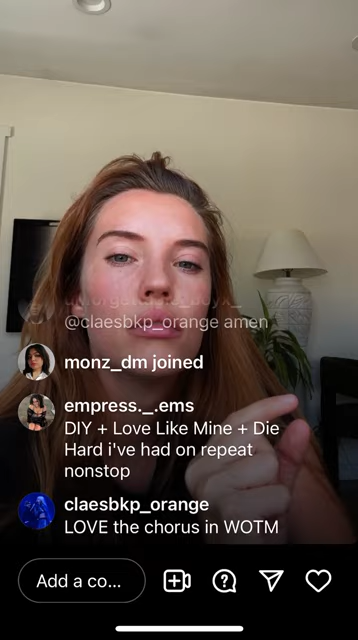 @claesbkp_orange amen
monz_dm joined
empress._.ems
DIY + Love Like Mine + Die
Hard i've had on repeat
nonstop
claesbkp_orange
LOVE the chorus in WOTM
Add a co...